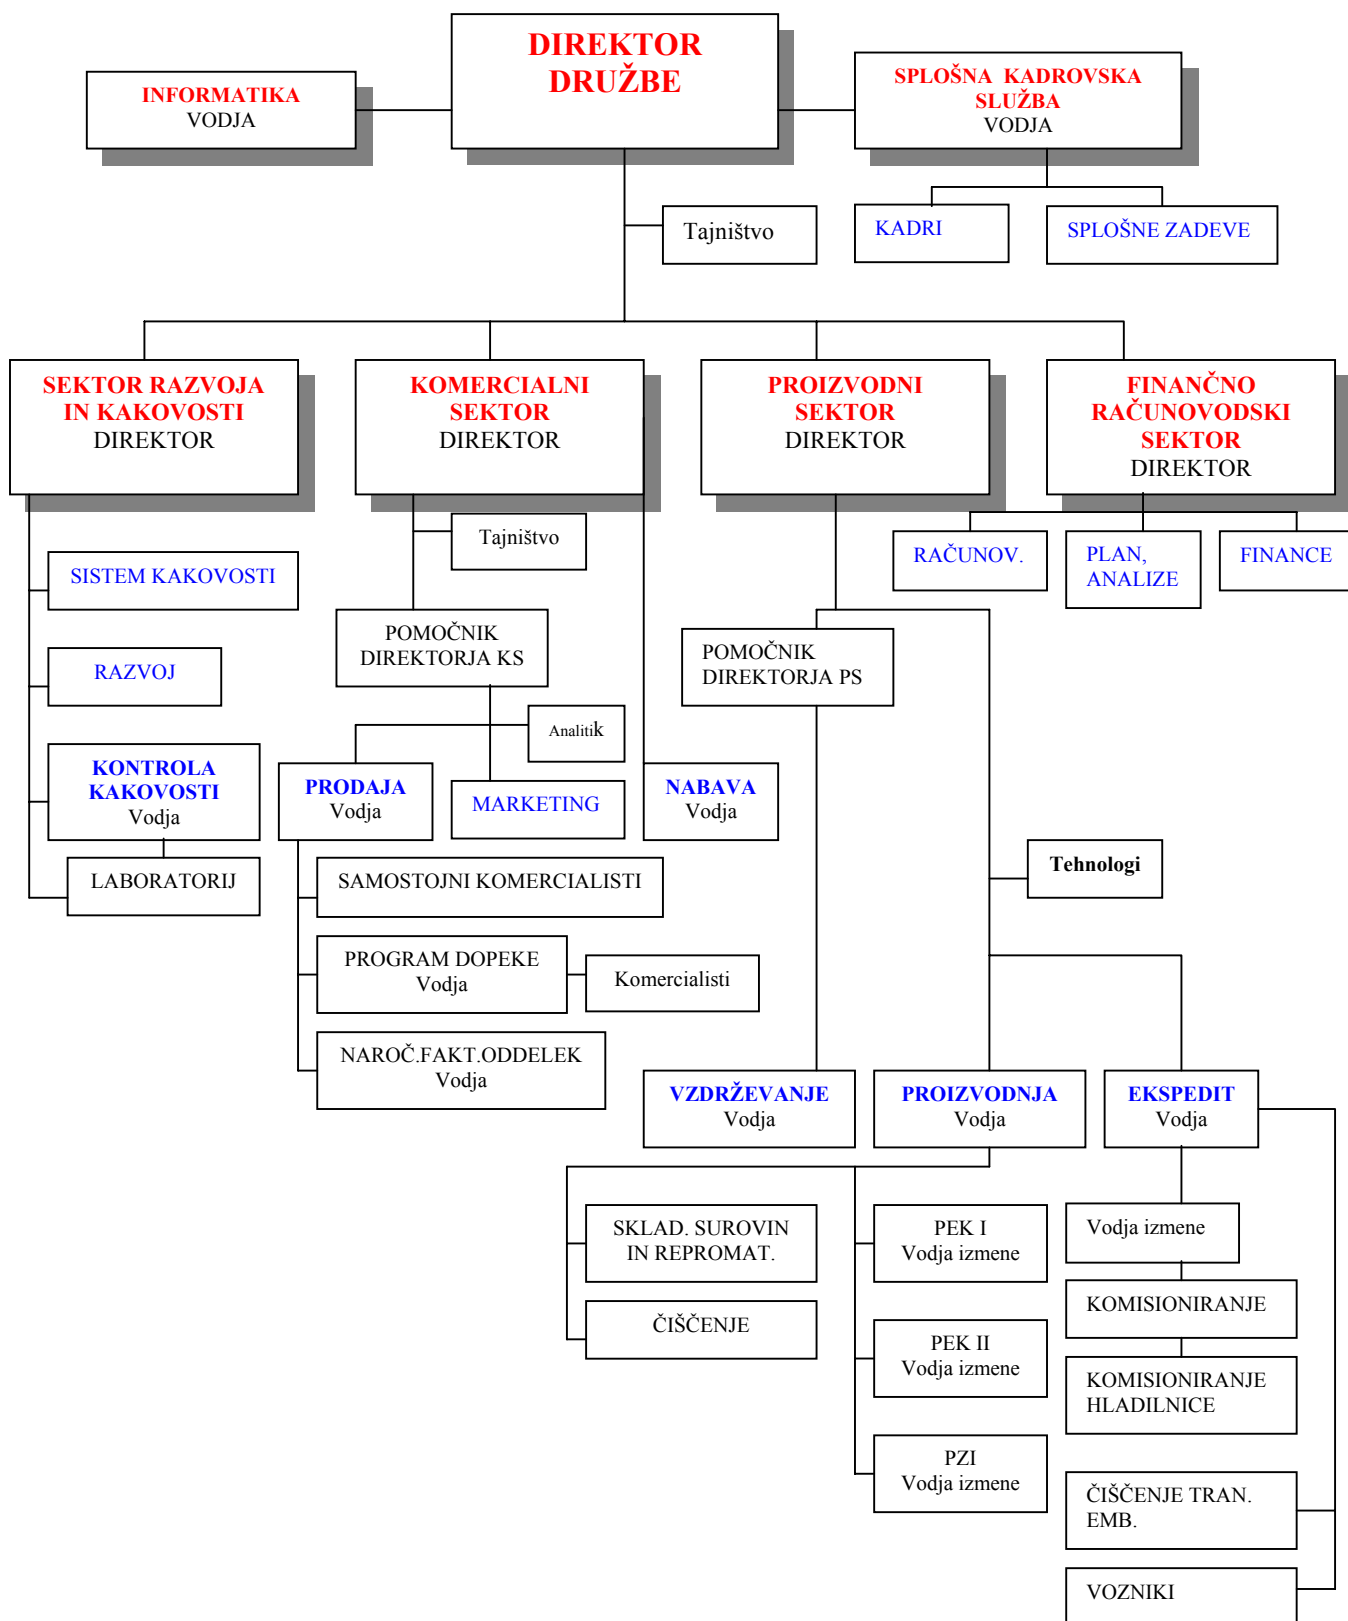 DIREKTOR
DRUŽBE
INFORMATIKA
VODJA
SPLOŠNA KADROVSKA
SLUŽBA
VODJA
Tajništvo
KADRI
SPLOŠNE ZADEVE
SEKTOR RAZVOJA
IN KAKOVOSTI
DIREKTOR
KOMERCIALNI
SEKTOR
DIREKTOR
PROIZVODNI
SEKTOR
DIREKTOR
FINANČNO
RAČUNOVODSKI
SEKTOR
DIREKTOR
Tajništvo
RAČUNOV.
PLAN,
ANALIZE
FINANCE
SISTEM KAKOVOSTI
POMOČNIK
DIREKTORJA KS
POMOČNIK
DIREKTORJA PS
RAZVOJ
Analitik
KONTROLA
KAKOVOSTI
Vodja
PRODAJA
Vodja
MARKETING
NABAVA
Vodja
LABORATORIJ
SAMOSTOJNI KOMERCIALISTI
Tehnologi
PROGRAM DOPEKE
Vodja
Komercialisti
NAROČ.FAKT.ODDELEK
Vodja
VZDRŽEVANJE
Vodja
PROIZVODNJA
Vodja
EKSPEDIT
Vodja
SKLAD. SUROVIN
IN REPROMAT.
PEK I
Vodja izmene
Vodja izmene
ČIŠČENJE
PEK II
Vodja izmene
KOMISIONIRANJE
KOMISIONIRANJE
HLADILNICE
PZI
Vodja izmene
ČIŠČENJE TRAN.
EMB.
VOZNIKI